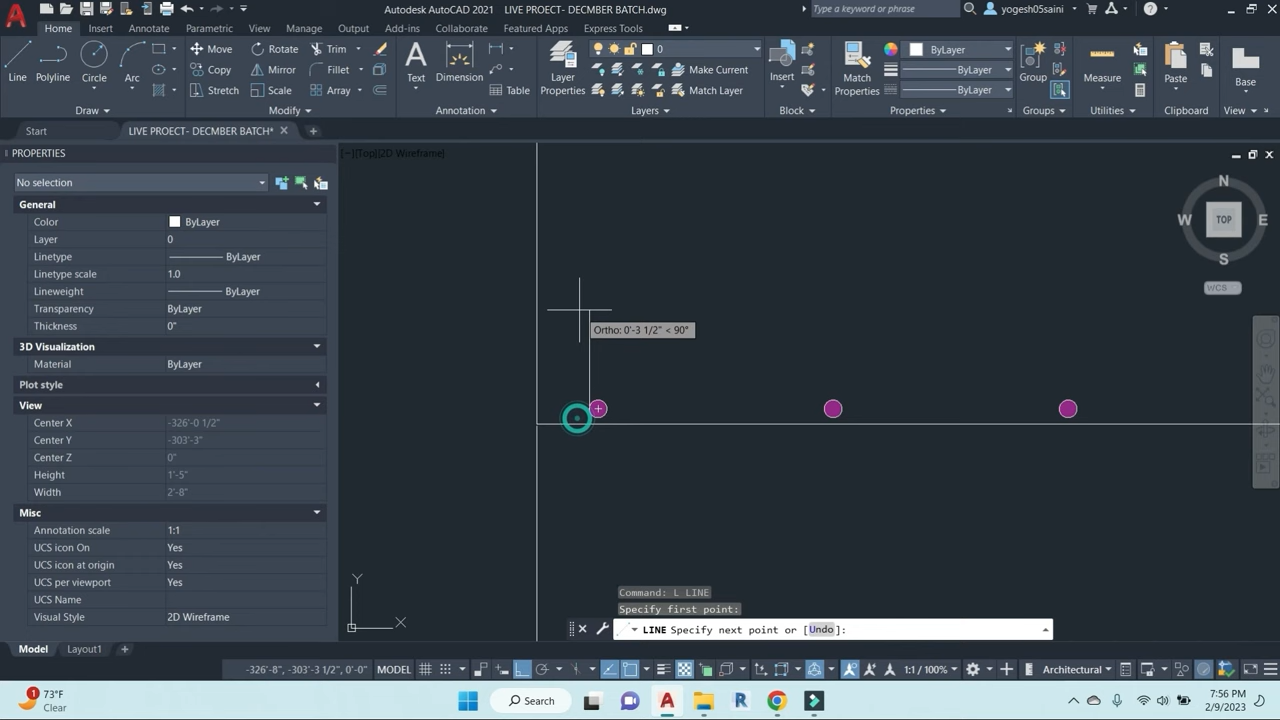 Autodesk AutoCAD 2021 LIVE PROECT- DECMBER BATCH.dwg
Type a keyword or phrase
yogesh05saini
Home Insert Annotate Parametric View Manage Output Add-ins Collaborate Featured Apps Express Tools
Line Polyline Circle Arc
Move Rotate Trim
Copy Mirror Fillet
Stretch Scale Array
Text Dimension Table
Layer Properties
0
Make Current
Match Layer
Insert
Match Properties
ByLayer
ByLayer
ByLayer
Group Measure Paste Base
Draw Modify Annotation Layers Block Properties Groups Utilities Clipboard View
Start LIVE PROECT- DECMBER BATCH*
PROPERTIES
[−][Top][2D Wireframe]
No selection
General
Color ByLayer
Layer 0
Linetype ByLayer
Linetype scale 1.0
Lineweight ByLayer
Transparency ByLayer
Thickness 0"
3D Visualization
Material ByLayer
Plot style
View
Center X -326'-0 1/2"
Center Y -303'-3"
Center Z 0"
Height 1'-5"
Width 2'-8"
Misc
Annotation scale 1:1
UCS icon On Yes
UCS icon at origin Yes
UCS per viewport Yes
UCS Name
Visual Style 2D Wireframe
N
W TOP E
S
WCS
Ortho: 0'-3 1/2" < 90°
Y
X
Command: L LINE
Specify first point:
LINE Specify next point or [Undo]:
Model Layout1
-326'-8", -303'-3 1/2", 0'-0" MODEL 1:1 / 100% Architectural
1
73°F
Clear
Search
7:56 PM
2/9/2023